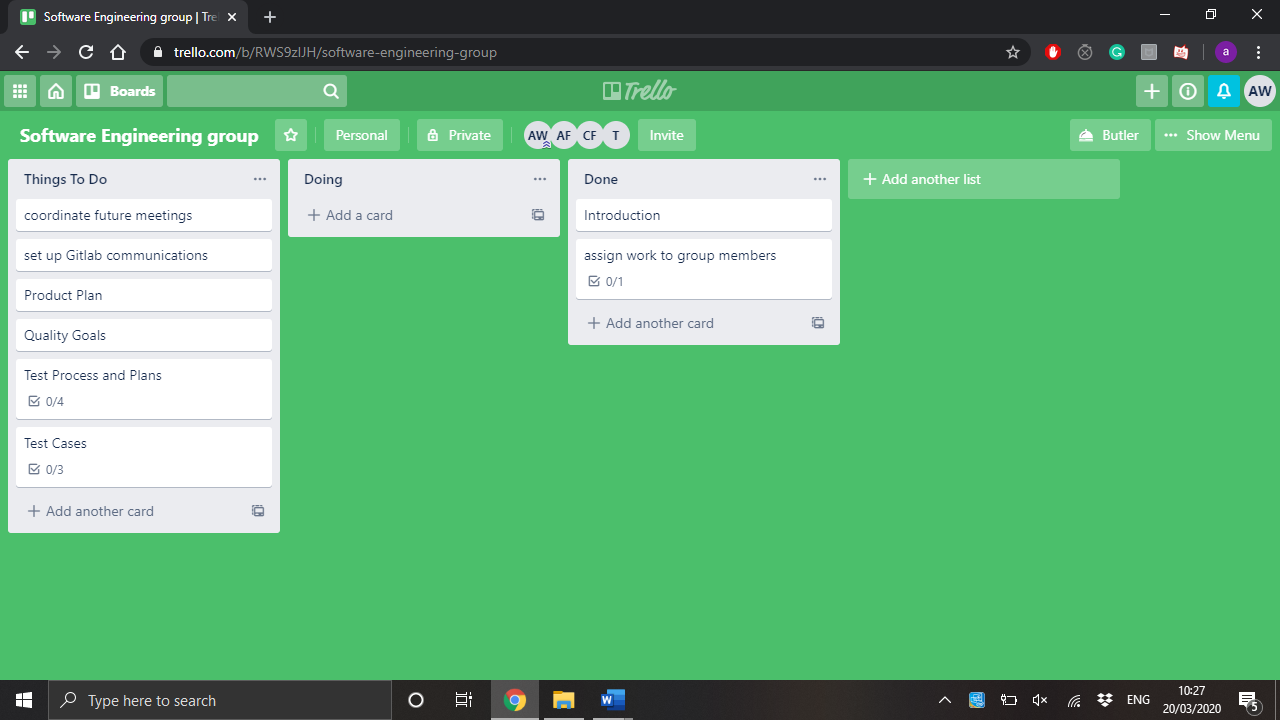 Software Engineering group | Tre
trello.com/b/RWS9zIJH/software-engineering-group
a
Boards
Trello
AW
Software Engineering group
Personal
Private
AW
AF
CF
T
Invite
Butler
Show Menu
Things To Do
coordinate future meetings
set up Gitlab communications
Product Plan
Quality Goals
Test Process and Plans
0/4
Test Cases
0/3
+ Add another card
Doing
+ Add a card
Done
Introduction
assign work to group members
0/1
+ Add another card
+ Add another list
Type here to search
ENG
10:27
20/03/2020
5